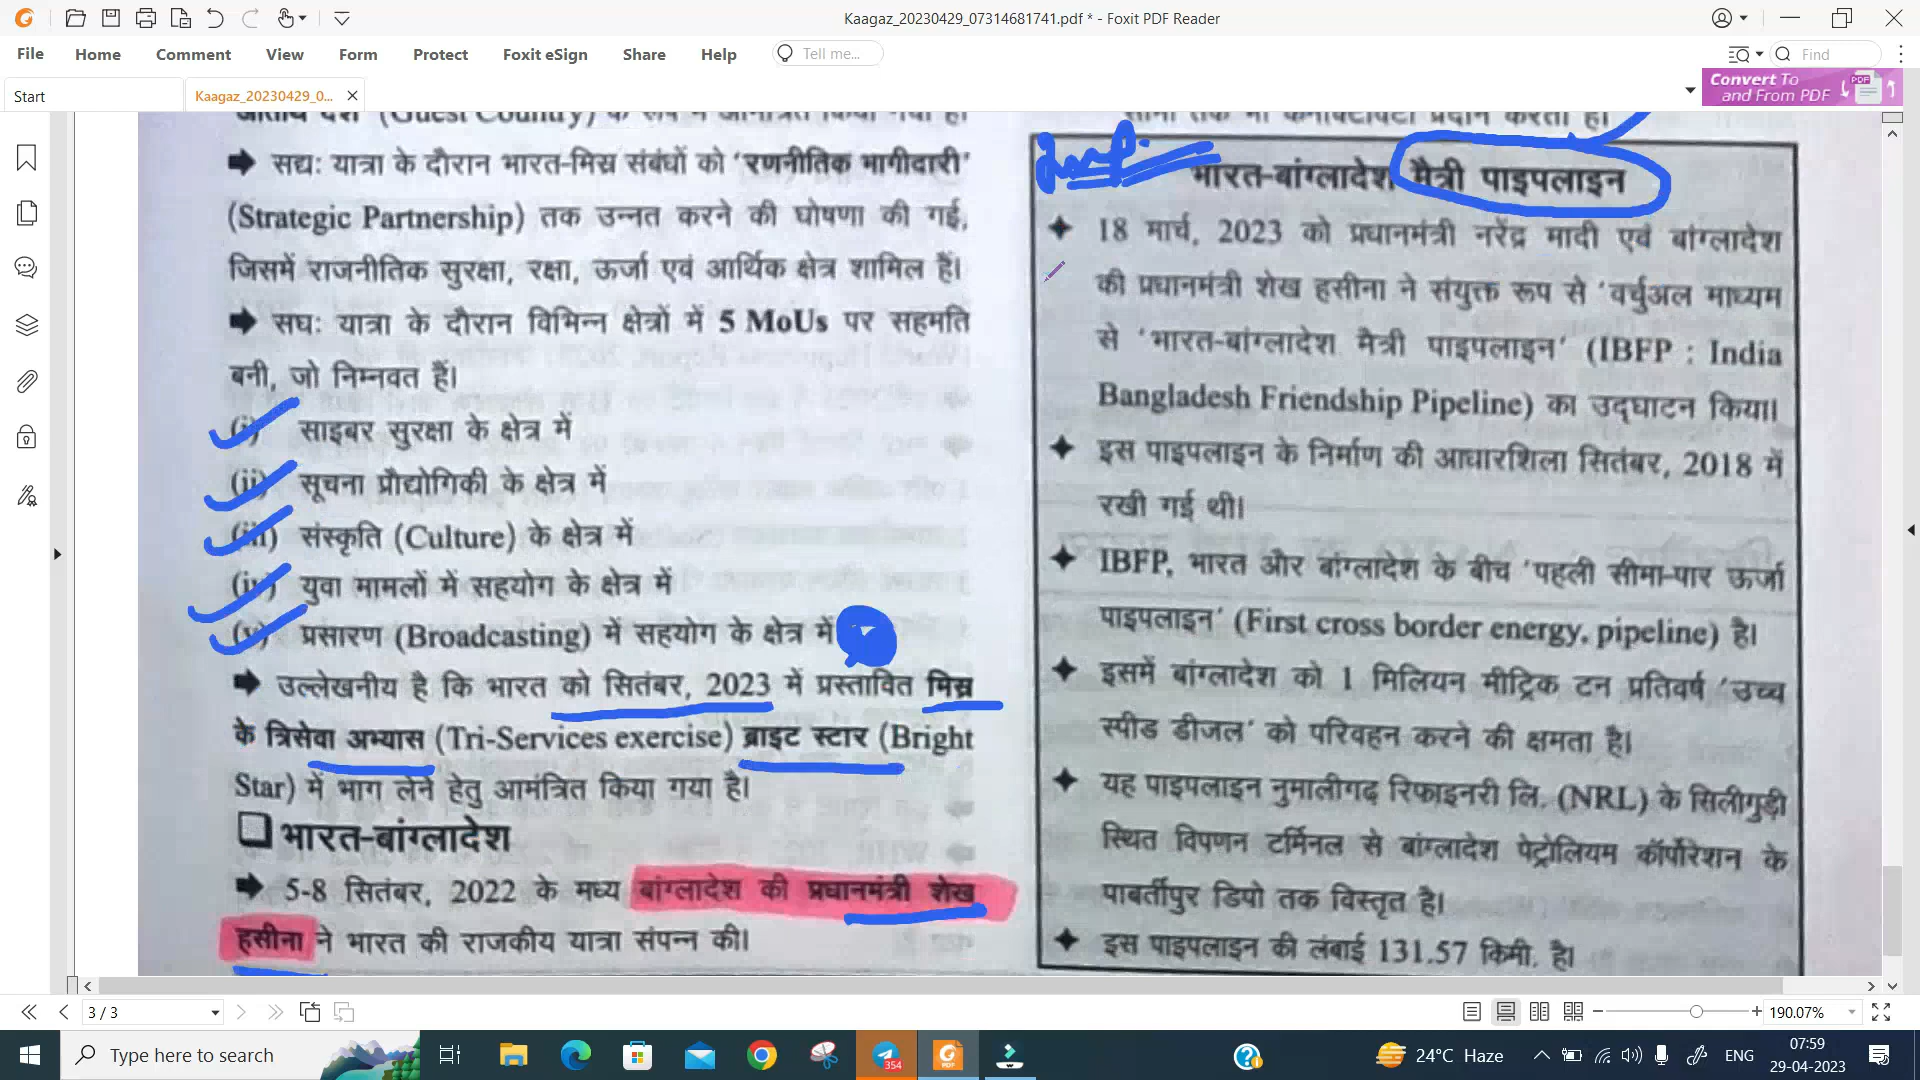 Kaagaz_20230429_07314681741.pdf * - Foxit PDF Reader
File Home Comment View Form Protect Foxit eSign Share Help Tell me... Find
Start Kaagaz_20230429_0... Convert To and From PDF
➡ सद्यः यात्रा के दौरान भारत-मिस्र संबंधों को 'रणनीतिक भागीदारी'
(Strategic Partnership) तक उन्नत करने की घोषणा की गई,
जिसमें राजनीतिक सुरक्षा, रक्षा, ऊर्जा एवं आर्थिक क्षेत्र शामिल हैं।
➡ सघः यात्रा के दौरान विभिन्न क्षेत्रों में 5 MoUs पर सहमति
बनी, जो निम्नवत हैं।
(i) साइबर सुरक्षा के क्षेत्र में
(ii) सूचना प्रौद्योगिकी के क्षेत्र में
(iii) संस्कृति (Culture) के क्षेत्र में
(iv) युवा मामलों में सहयोग के क्षेत्र में
(v) प्रसारण (Broadcasting) में सहयोग के क्षेत्र में
➡ उल्लेखनीय है कि भारत को सितंबर, 2023 में प्रस्तावित मिस्र
के त्रिसेवा अभ्यास (Tri-Services exercise) ब्राइट स्टार (Bright
Star) में भाग लेने हेतु आमंत्रित किया गया है।
❑ भारत-बांग्लादेश
➡ 5-8 सितंबर, 2022 के मध्य बांग्लादेश की प्रधानमंत्री शेख
हसीना ने भारत की राजकीय यात्रा संपन्न की।
Imp.
भारत-बांग्लादेश मैत्री पाइपलाइन
✦ 18 मार्च, 2023 को प्रधानमंत्री नरेंद्र मादी एवं बांग्लादेश
की प्रधानमंत्री शेख हसीना ने संयुक्त रूप से 'वर्चुअल माध्यम
से 'भारत-बांग्लादेश मैत्री पाइपलाइन' (IBFP : India
Bangladesh Friendship Pipeline) का उद्घाटन किया।
✦ इस पाइपलाइन के निर्माण की आधारशिला सितंबर, 2018 में
रखी गई थी।
✦ IBFP, भारत और बांग्लादेश के बीच 'पहली सीमा-पार ऊर्जा
पाइपलाइन' (First cross border energy, pipeline) है।
✦ इसमें बांग्लादेश को 1 मिलियन मीट्रिक टन प्रतिवर्ष 'उच्च
स्पीड डीजल' को परिवहन करने की क्षमता है।
✦ यह पाइपलाइन नुमालीगढ़ रिफाइनरी लि. (NRL) के सिलीगुड़ी
स्थित विपणन टर्मिनल से बांग्लादेश पेट्रोलियम कॉर्पोरेशन के
पाबर्तीपुर डिपो तक विस्तृत है।
✦ इस पाइपलाइन की लंबाई 131.57 किमी. है।
3 / 3 190.07%
Type here to search 354 24°C Haze ENG 07:59
29-04-2023